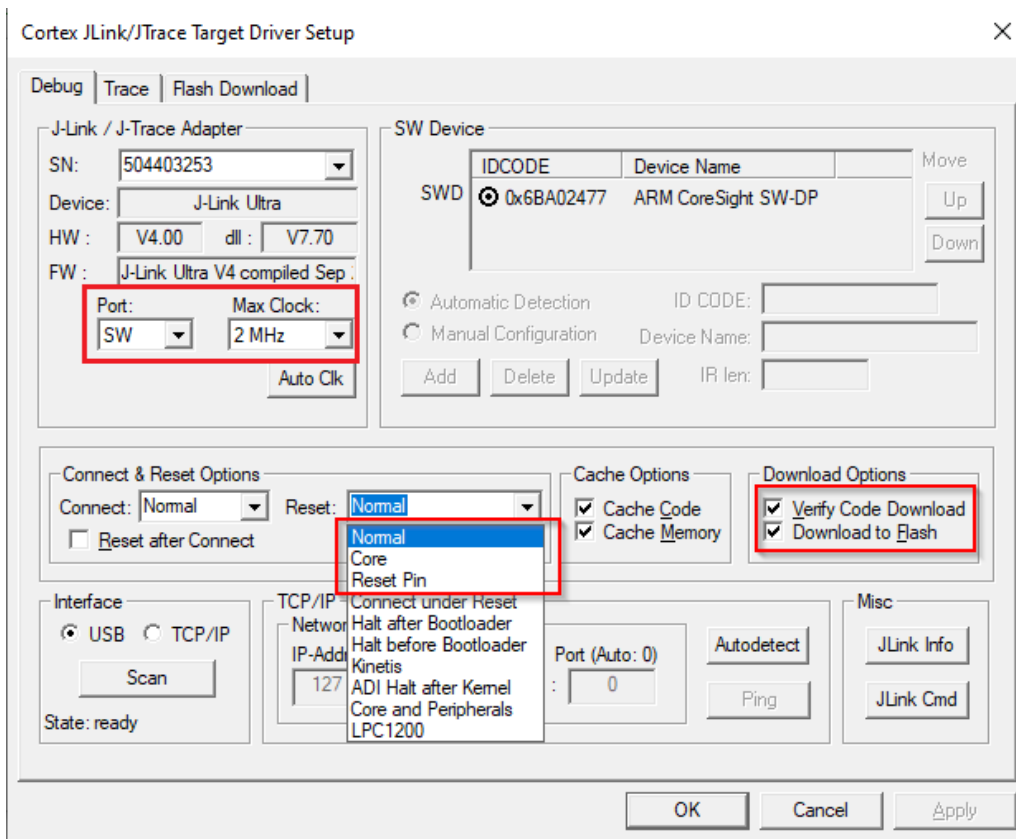 Cortex JLink/JTrace Target Driver Setup
Debug Trace Flash Download
J-Link / J-Trace Adapter
SN: 504403253
Device: J-Link Ultra
HW : V4.00 dll : V7.70
FW : J-Link Ultra V4 compiled Sep
Port: Max Clock:
SW 2 MHz
Auto Clk
SW Device
IDCODE Device Name
SWD 0x6BA02477 ARM CoreSight SW-DP
Move
Up
Down
Automatic Detection ID CODE:
Manual Configuration Device Name:
Add Delete Update IR len:
Connect & Reset Options
Connect: Normal Reset: Normal
Reset after Connect
Normal
Core
Reset Pin
Connect under Reset
Halt after Bootloader
Halt before Bootloader
Kinetis
ADI Halt after Kernel
Core and Peripherals
LPC1200
Cache Options
Cache Code
Cache Memory
Download Options
Verify Code Download
Download to Flash
Interface
USB TCP/IP
Scan
State: ready
TCP/IP
Port (Auto: 0)
127 : 0
Autodetect
Ping
Misc
JLink Info
JLink Cmd
OK Cancel Apply